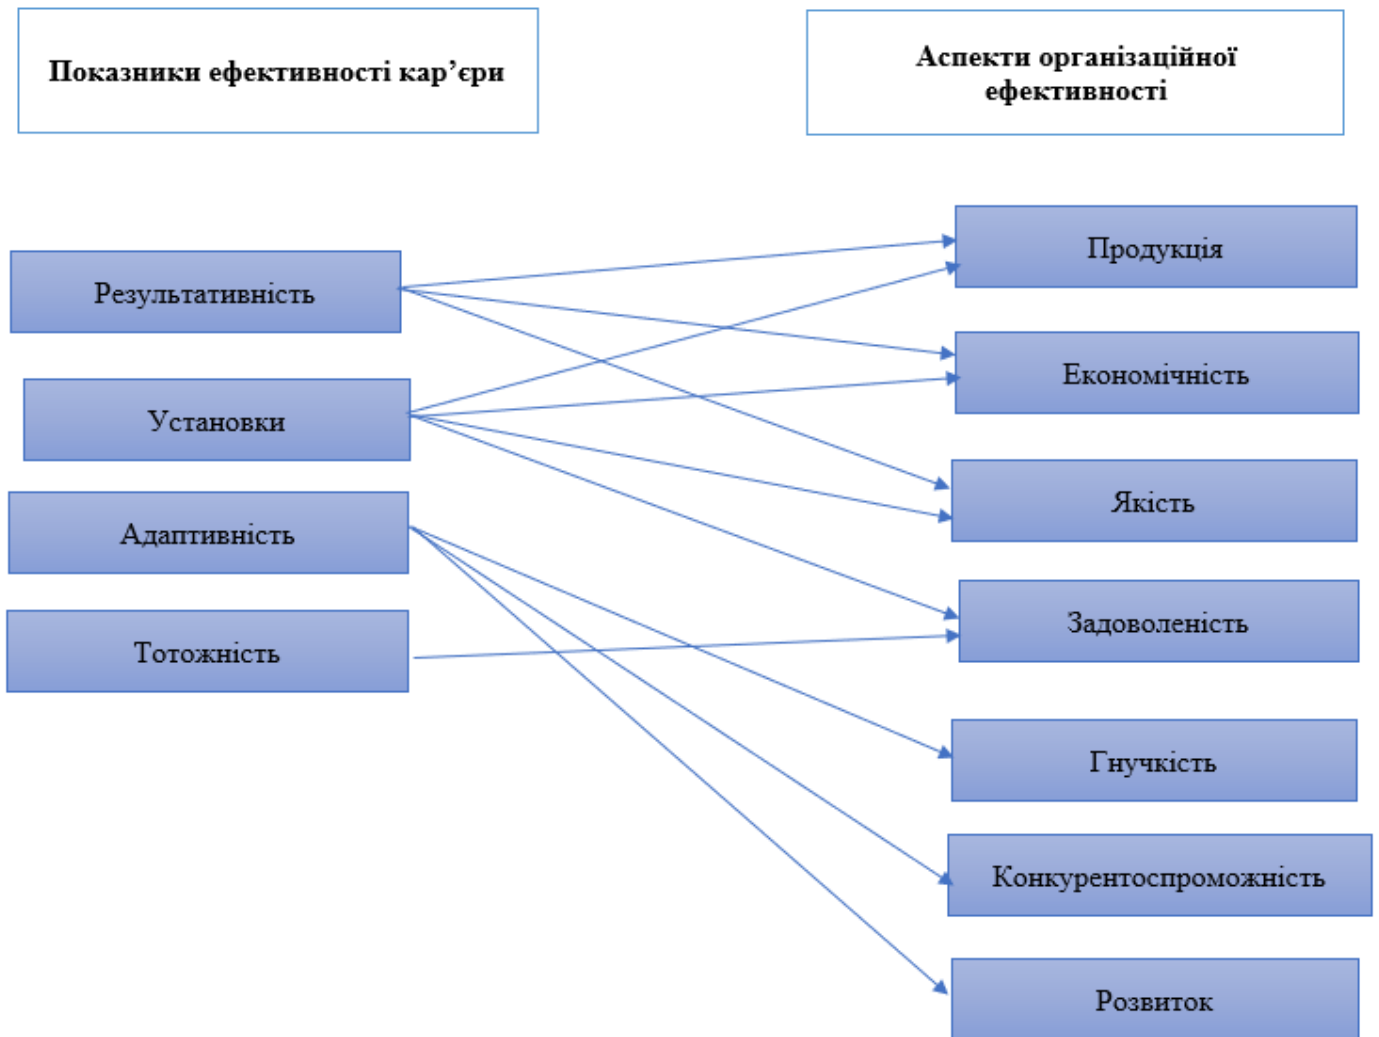 Показники ефективності кар’єри
Аспекти організаційної
ефективності
Результативність
Установки
Адаптивність
Тотожність
Продукція
Економічність
Якість
Задоволеність
Гнучкість
Конкурентоспроможність
Розвиток